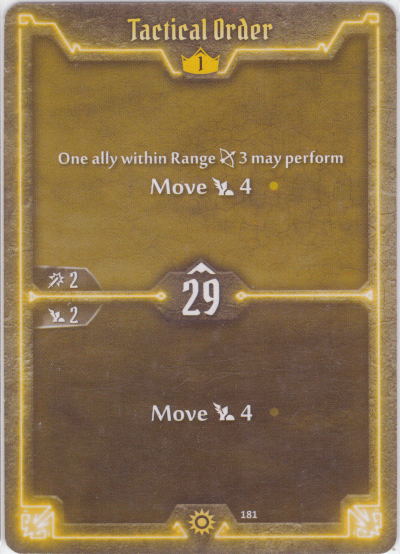 Tactical Order
1
One ally within Range 3 may perform
Move 4
2
29
2
Move 4
181